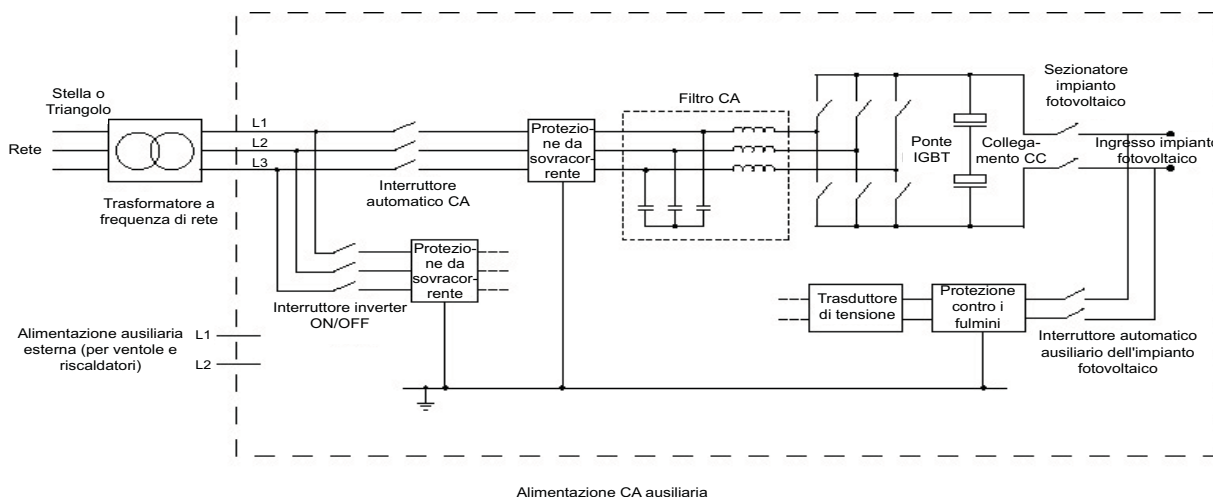 Stella o
Triangolo
Rete
Trasformatore a
frequenza di rete
L1
L2
L3
Interruttore
automatico CA
Protezio-
ne da
sovracor-
rente
Filtro CA
Ponte
IGBT
Collega-
mento CC
Sezionatore
impianto
fotovoltaico
Ingresso impianto
fotovoltaico
Interruttore inverter
ON/OFF
Protezio-
ne da
sovracor-
rente
Trasduttore
di tensione
Protezione
contro i
fulmini
Interruttore automatico
ausiliario dell'impianto
fotovoltaico
Alimentazione ausiliaria
esterna (per ventole e
riscaldatori)
L1
L2
Alimentazione CA ausiliaria